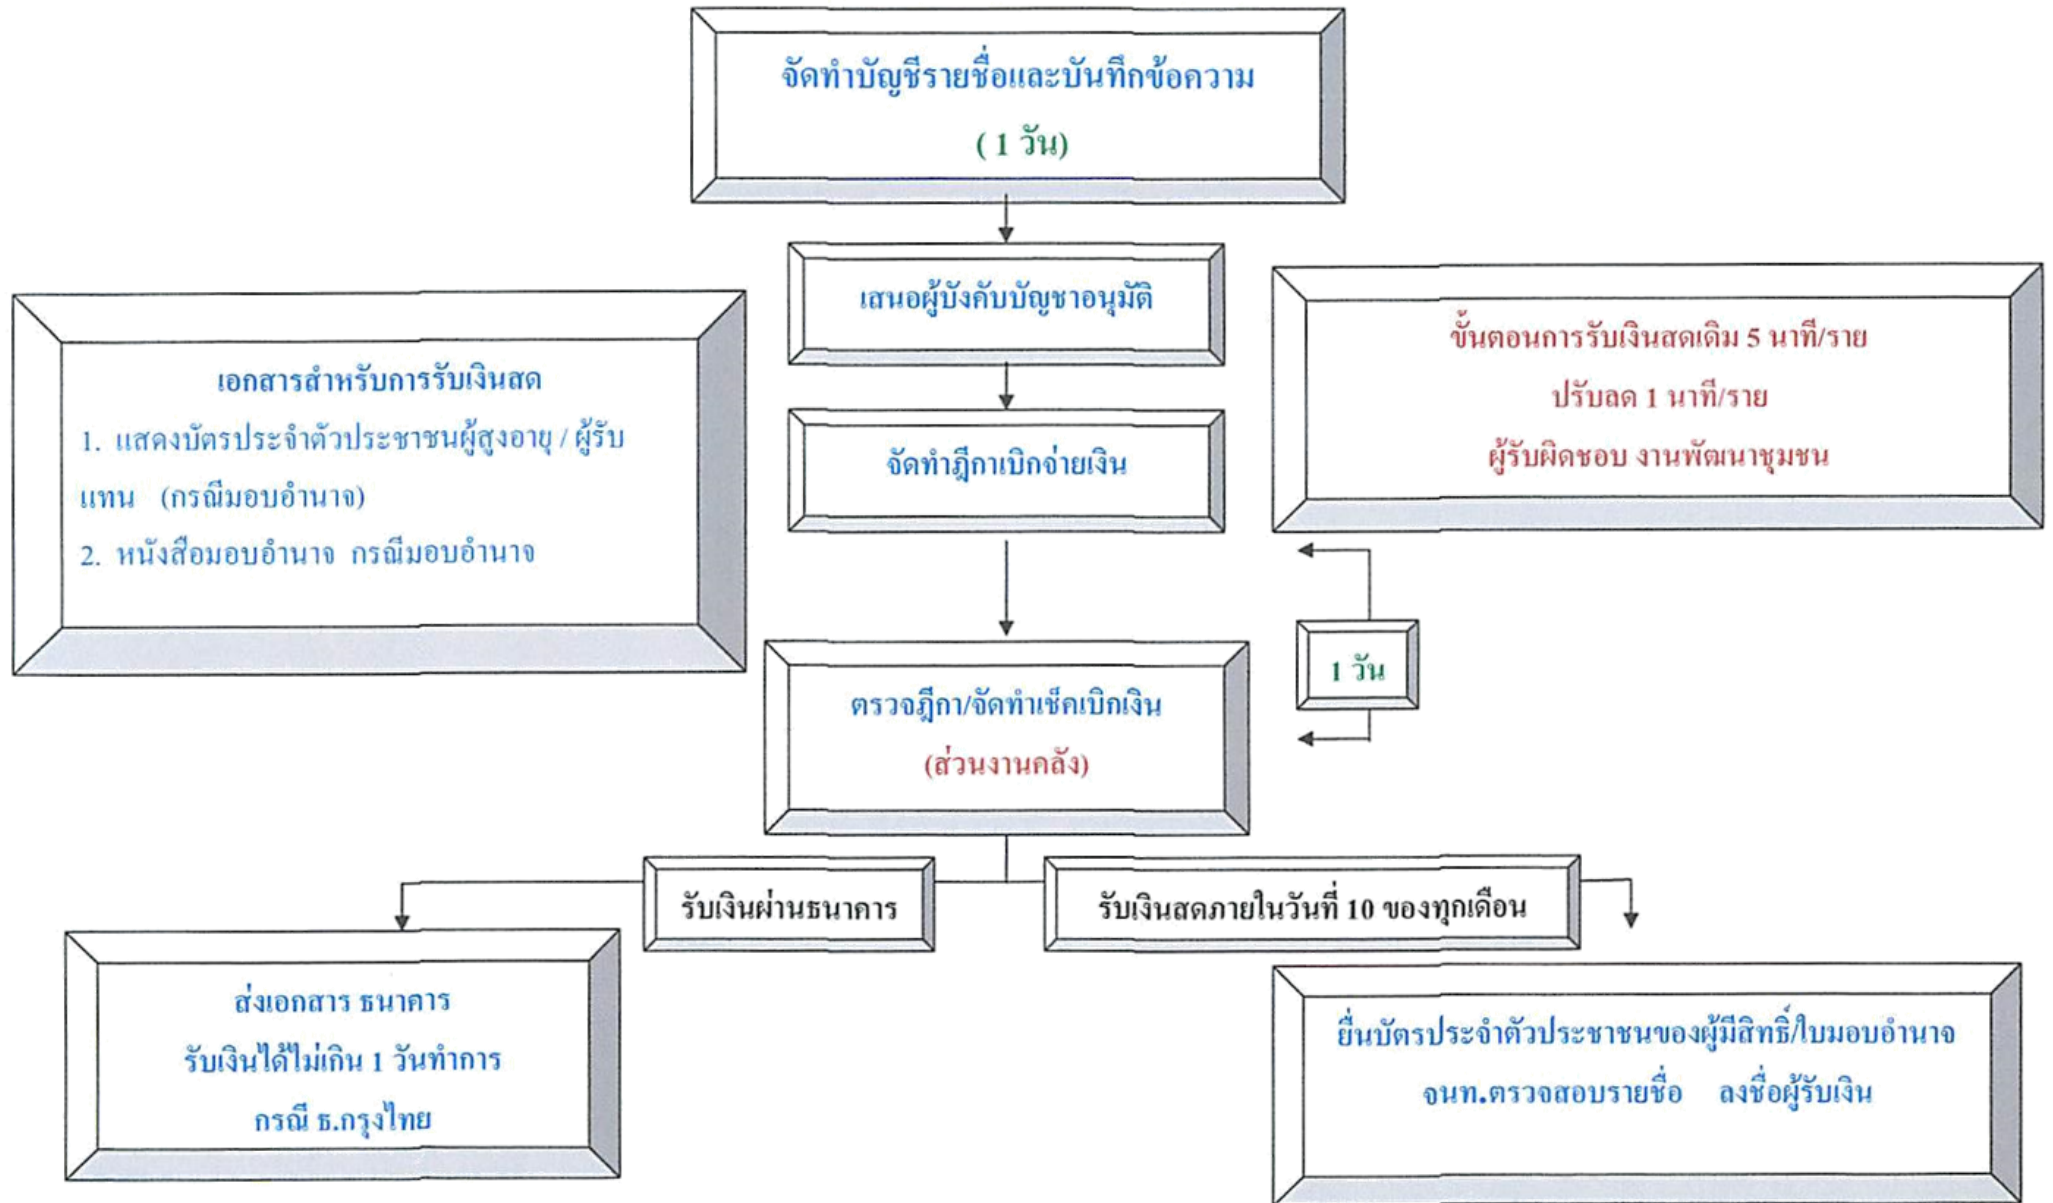 จัดทำบัญชีรายชื่อและบันทึกข้อความ
( 1 วัน)
เสนอผู้บังคับบัญชาอนุมัติ
เอกสารสำหรับการรับเงินสด
1. แสดงบัตรประจำตัวประชาชนผู้สูงอายุ / ผู้รับ
แทน (กรณีมอบอำนาจ)
2. หนังสือมอบอำนาจ กรณีมอบอำนาจ
ขั้นตอนการรับเงินสดเดิม 5 นาที/ราย
ปรับลด 1 นาที/ราย
ผู้รับผิดชอบ งานพัฒนาชุมชน
จัดทำฎีกาเบิกจ่ายเงิน
1 วัน
ตรวจฎีกา/จัดทำเช็คเบิกเงิน
(ส่วนงานคลัง)
รับเงินผ่านธนาคาร
รับเงินสดภายในวันที่ 10 ของทุกเดือน
ส่งเอกสาร ธนาคาร
รับเงินได้ไม่เกิน 1 วันทำการ
กรณี ธ.กรุงไทย
ยื่นบัตรประจำตัวประชาชนของผู้มีสิทธิ์/ใบมอบอำนาจ
จนท.ตรวจสอบรายชื่อ ลงชื่อผู้รับเงิน